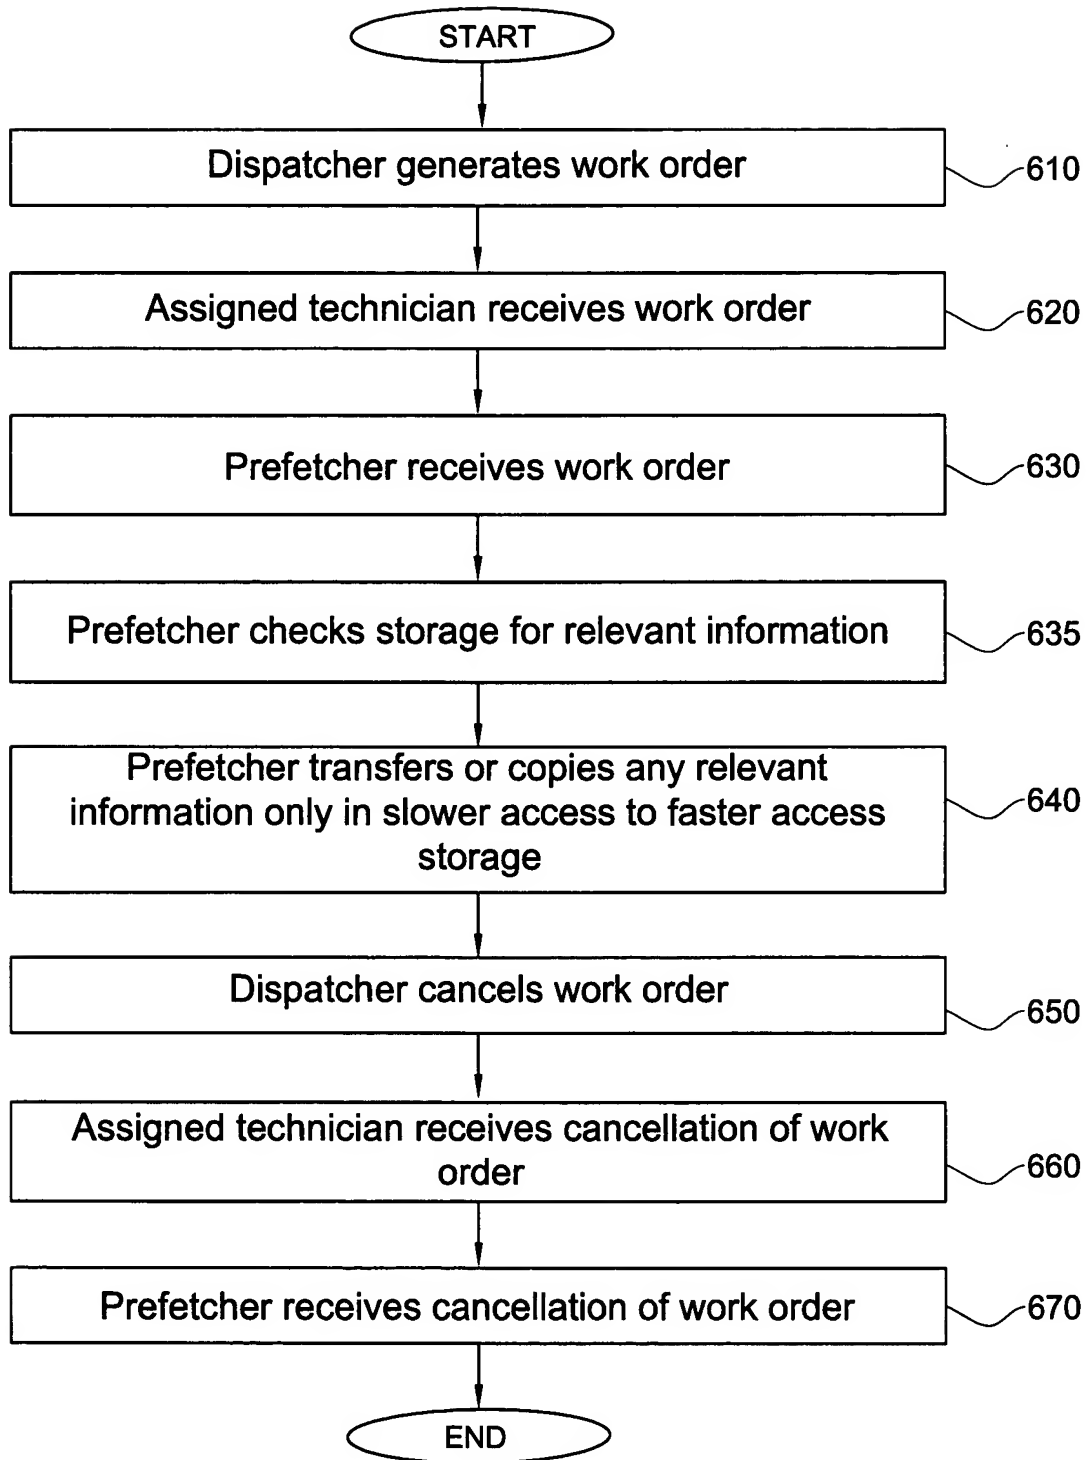 START
Dispatcher generates work order
610
Assigned technician receives work order
620
Prefetcher receives work order
630
Prefetcher checks storage for relevant information
635
Prefetcher transfers or copies any relevant
information only in slower access to faster access
storage
640
Dispatcher cancels work order
650
Assigned technician receives cancellation of work
order
660
Prefetcher receives cancellation of work order
670
END